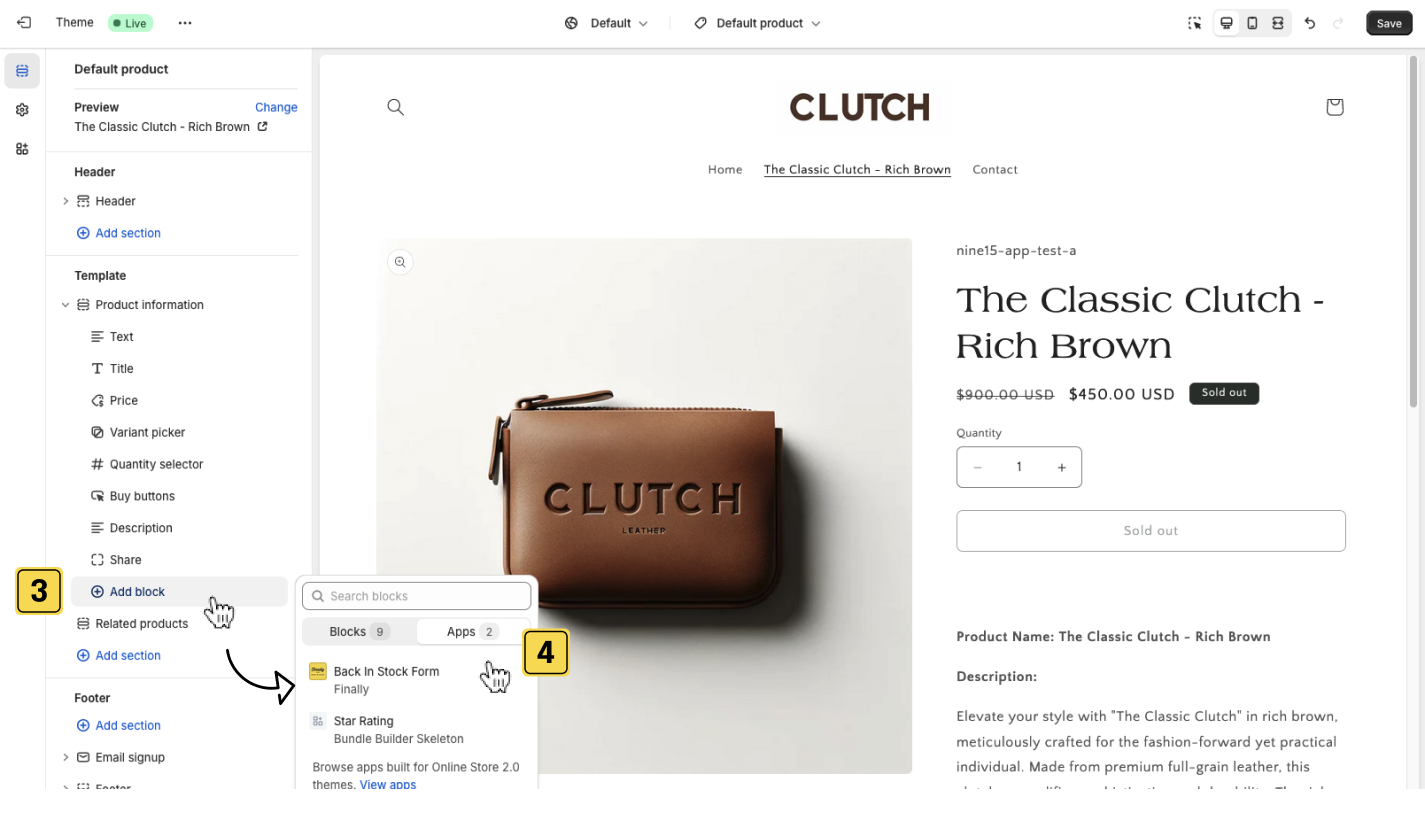 Theme
Live
Default
Default product
Save
Default product
Preview
Change
The Classic Clutch - Rich Brown
Header
Header
Add section
Template
Product information
Text
Title
Price
Variant picker
Quantity selector
Buy buttons
Description
Share
3
Add block
Related products
Add section
Footer
Add section
Email signup
Footer
Search blocks
Blocks 9
Apps 2
4
Back In Stock Form
Finally
Star Rating
Bundle Builder Skeleton
Browse apps built for Online Store 2.0
themes. View apps
CLUTCH
Home
The Classic Clutch - Rich Brown
Contact
CLUTCH
LEATHER
nine15-app-test-a
The Classic Clutch -
Rich Brown
$900.00 USD $450.00 USD Sold out
Quantity
− 1 +
Sold out
Product Name: The Classic Clutch - Rich Brown
Description:
Elevate your style with "The Classic Clutch" in rich brown,
meticulously crafted for the fashion-forward yet practical
individual. Made from premium full-grain leather, this